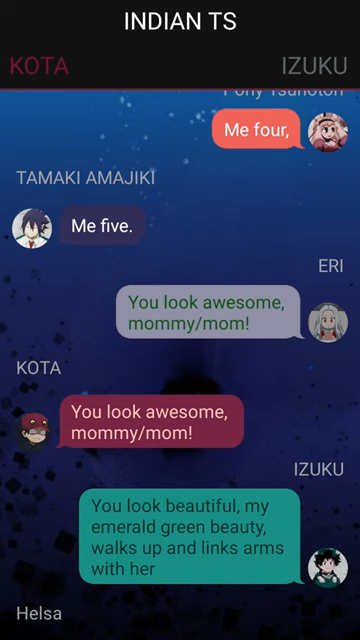 INDIAN TS
KOTA
IZUKU
Pony Tsunotori
Me four,
TAMAKI AMAJIKI
Me five.
ERI
You look awesome,
mommy/mom!
KOTA
You look awesome,
mommy/mom!
IZUKU
You look beautiful, my
emerald green beauty,
walks up and links arms
with her
Helsa